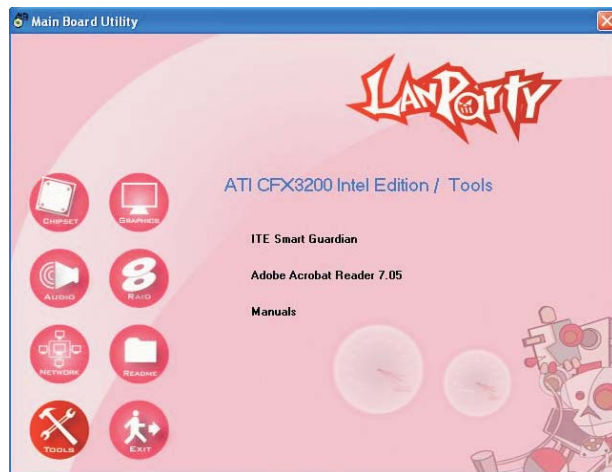 Main Board Utility
LANPARTY
ATI CFX3200 Intel Edition / Tools
ITE Smart Guardian
Adobe Acrobat Reader 7.05
Manuals
CHIPSET
GRAPHICS
AUDIO
RAID
NETWORK
README
TOOLS
EXIT